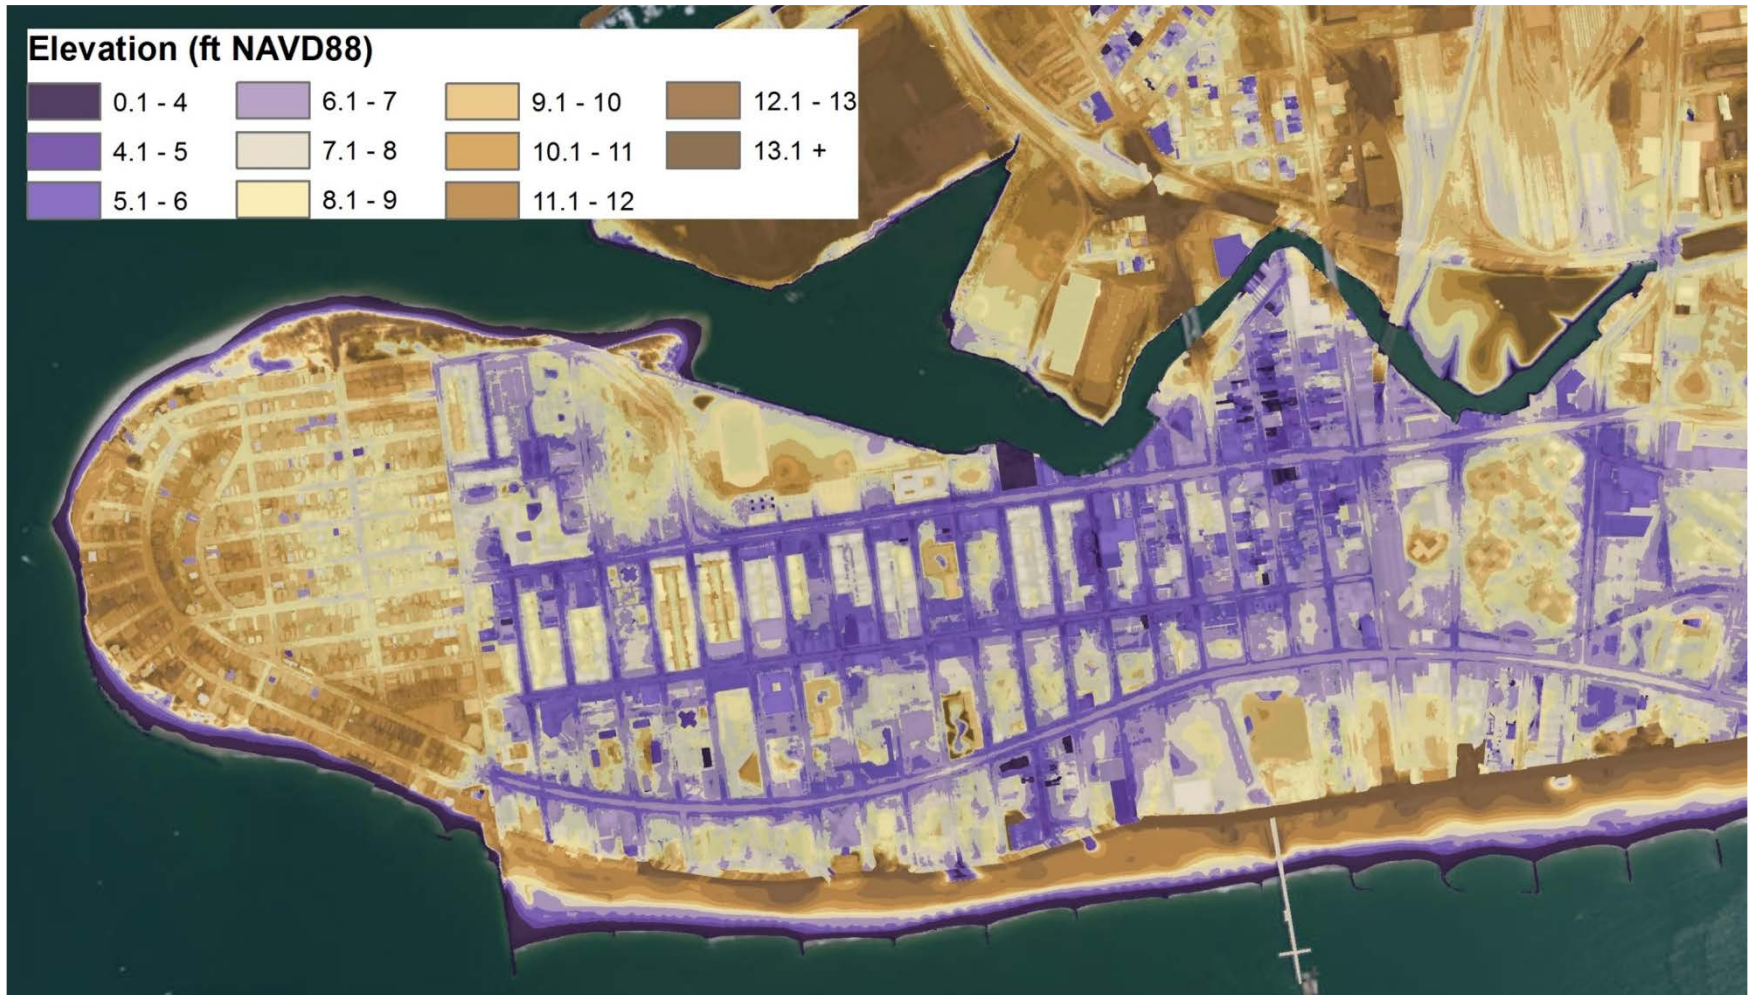 Elevation (ft NAVD88)
0.1 - 4
6.1 - 7
9.1 - 10
12.1 - 13
4.1 - 5
7.1 - 8
10.1 - 11
13.1 +
5.1 - 6
8.1 - 9
11.1 - 12